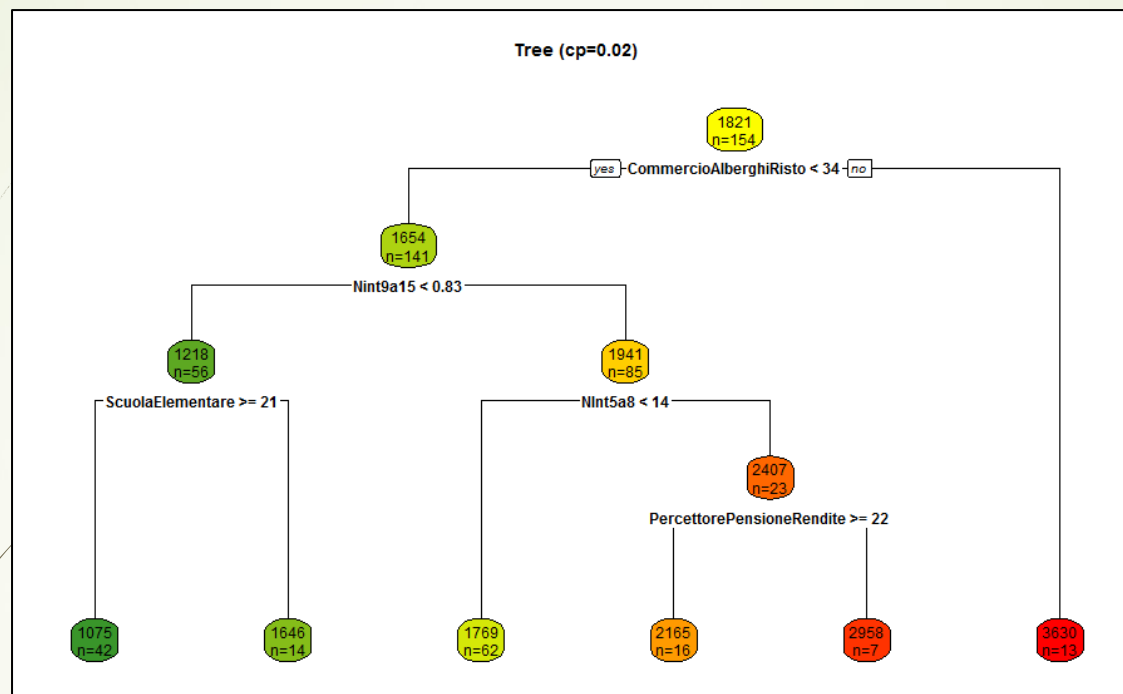 Tree (cp=0.02)
1821
n=154
yes CommercioAlberghiRisto < 34 no
1654
n=141
Nint9a15 < 0.83
1218
n=56
1941
n=85
ScuolaElementare >= 21
NInt5a8 < 14
2407
n=23
PercettorePensioneRendite >= 22
1075
n=42
1646
n=14
1769
n=62
2165
n=16
2958
n=7
3630
n=13